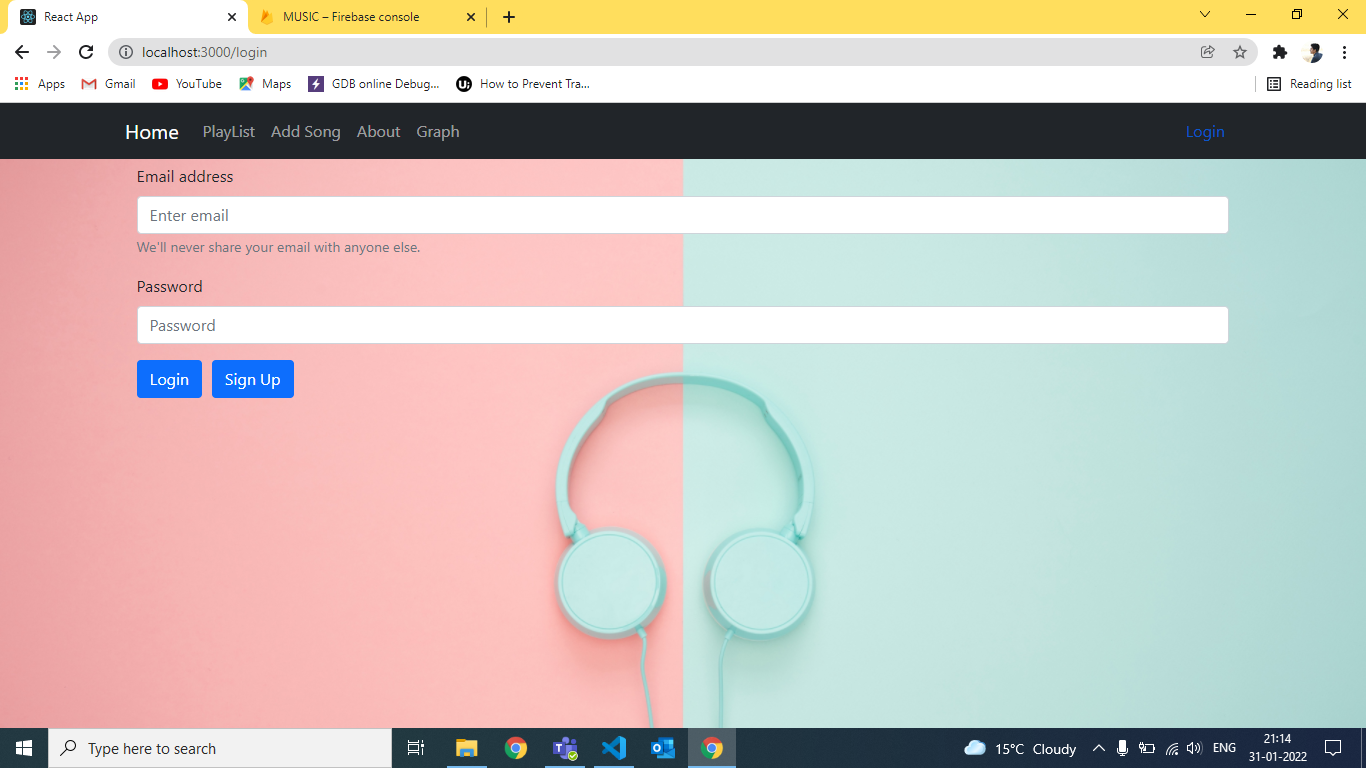 React App
MUSIC – Firebase console
localhost:3000/login
Apps
Gmail
YouTube
Maps
GDB online Debug...
How to Prevent Tra...
Reading list
Home
PlayList
Add Song
About
Graph
Login
Email address
Enter email
We'll never share your email with anyone else.
Password
Password
Login
Sign Up
Type here to search
15°C Cloudy
ENG
21:14
31-01-2022